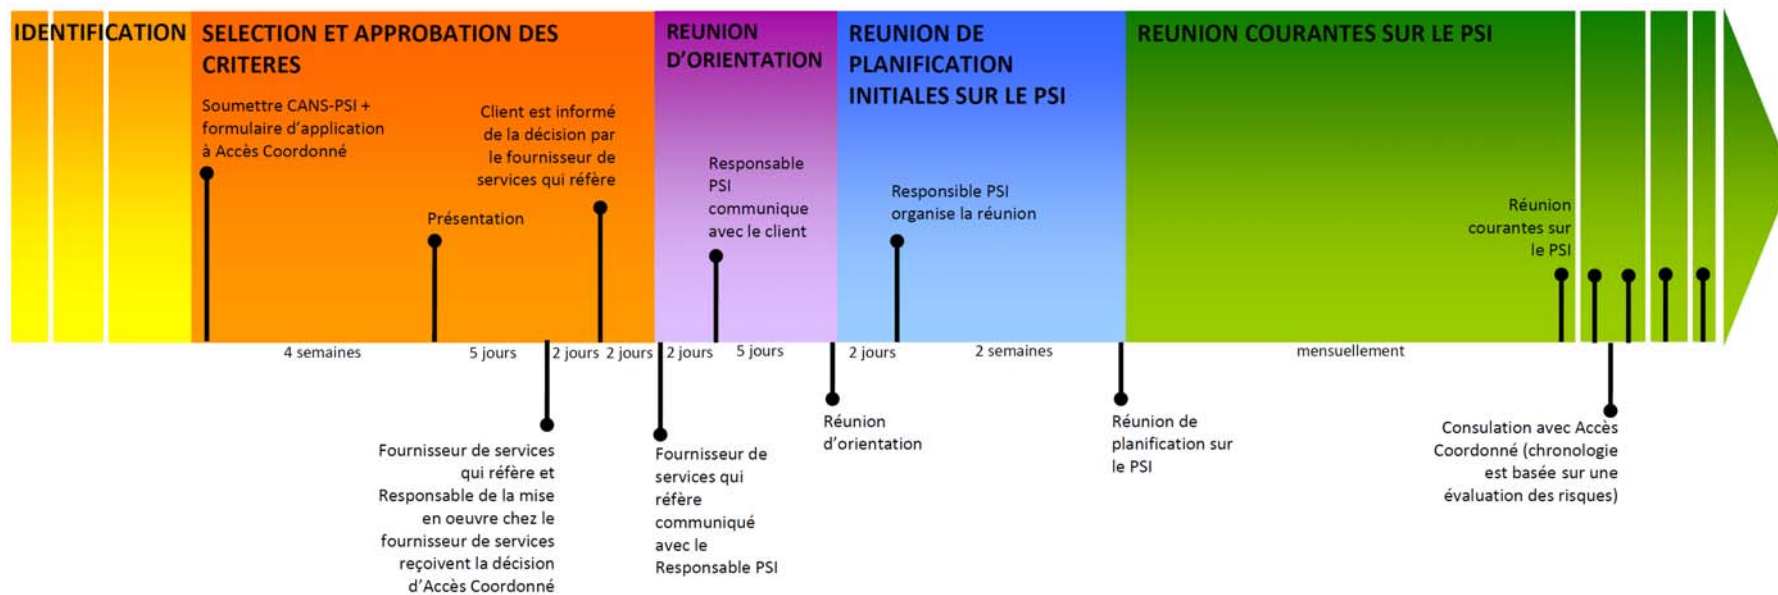 IDENTIFICATION
SELECTION ET APPROBATION DES
CRITERES
REUNION
D'ORIENTATION
REUNION DE
PLANIFICATION
INITIALES SUR LE PSI
REUNION COURANTES SUR LE PSI
Soumettre CANS-PSI +
formulaire d'application
à Accès Coordonné
Présentation
Client est informé
de la décision par
le fournisseur de
services qui réfère
Responsable
PSI
communique
avec le client
Responsible PSI
organise la réunion
Réunion
courantes sur
le PSI
4 semaines
5 jours
2 jours
2 jours
2 jours
5 jours
2 jours
2 semaines
mensuellement
Fournisseur de services
qui réfère et
Responsable de la mise
en oeuvre chez le
fournisseur de services
reçoivent la décision
d'Accès Coordonné
Fournisseur de
services qui
réfère
communiqué
avec le
Responsable PSI
Réunion
d'orientation
Réunion de
planification sur
le PSI
Consulation avec Accès
Coordonné (chronologie
est basée sur une
évaluation des risques)